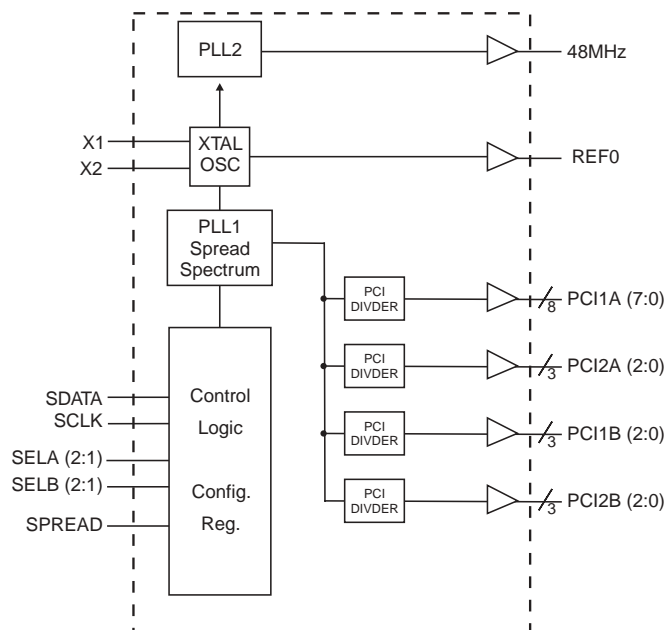 PLL2
48MHz
X1
X2
XTAL
OSC
REF0
PLL1
Spread
Spectrum
PCI
DIVDER
8
PCI1A (7:0)
PCI
DIVDER
3
PCI2A (2:0)
PCI
DIVDER
3
PCI1B (2:0)
PCI
DIVDER
3
PCI2B (2:0)
SDATA
SCLK
SELA (2:1)
SELB (2:1)
SPREAD
Control
Logic
Config.
Reg.